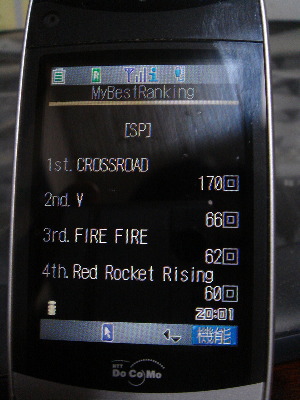 MyBestRanking
[SP]
1st. CROSSROAD
170回
2nd. V
66回
3rd. FIRE FIRE
62回
4th. Red Rocket Rising
60回
20:01
機能
NTT
DoCoMo